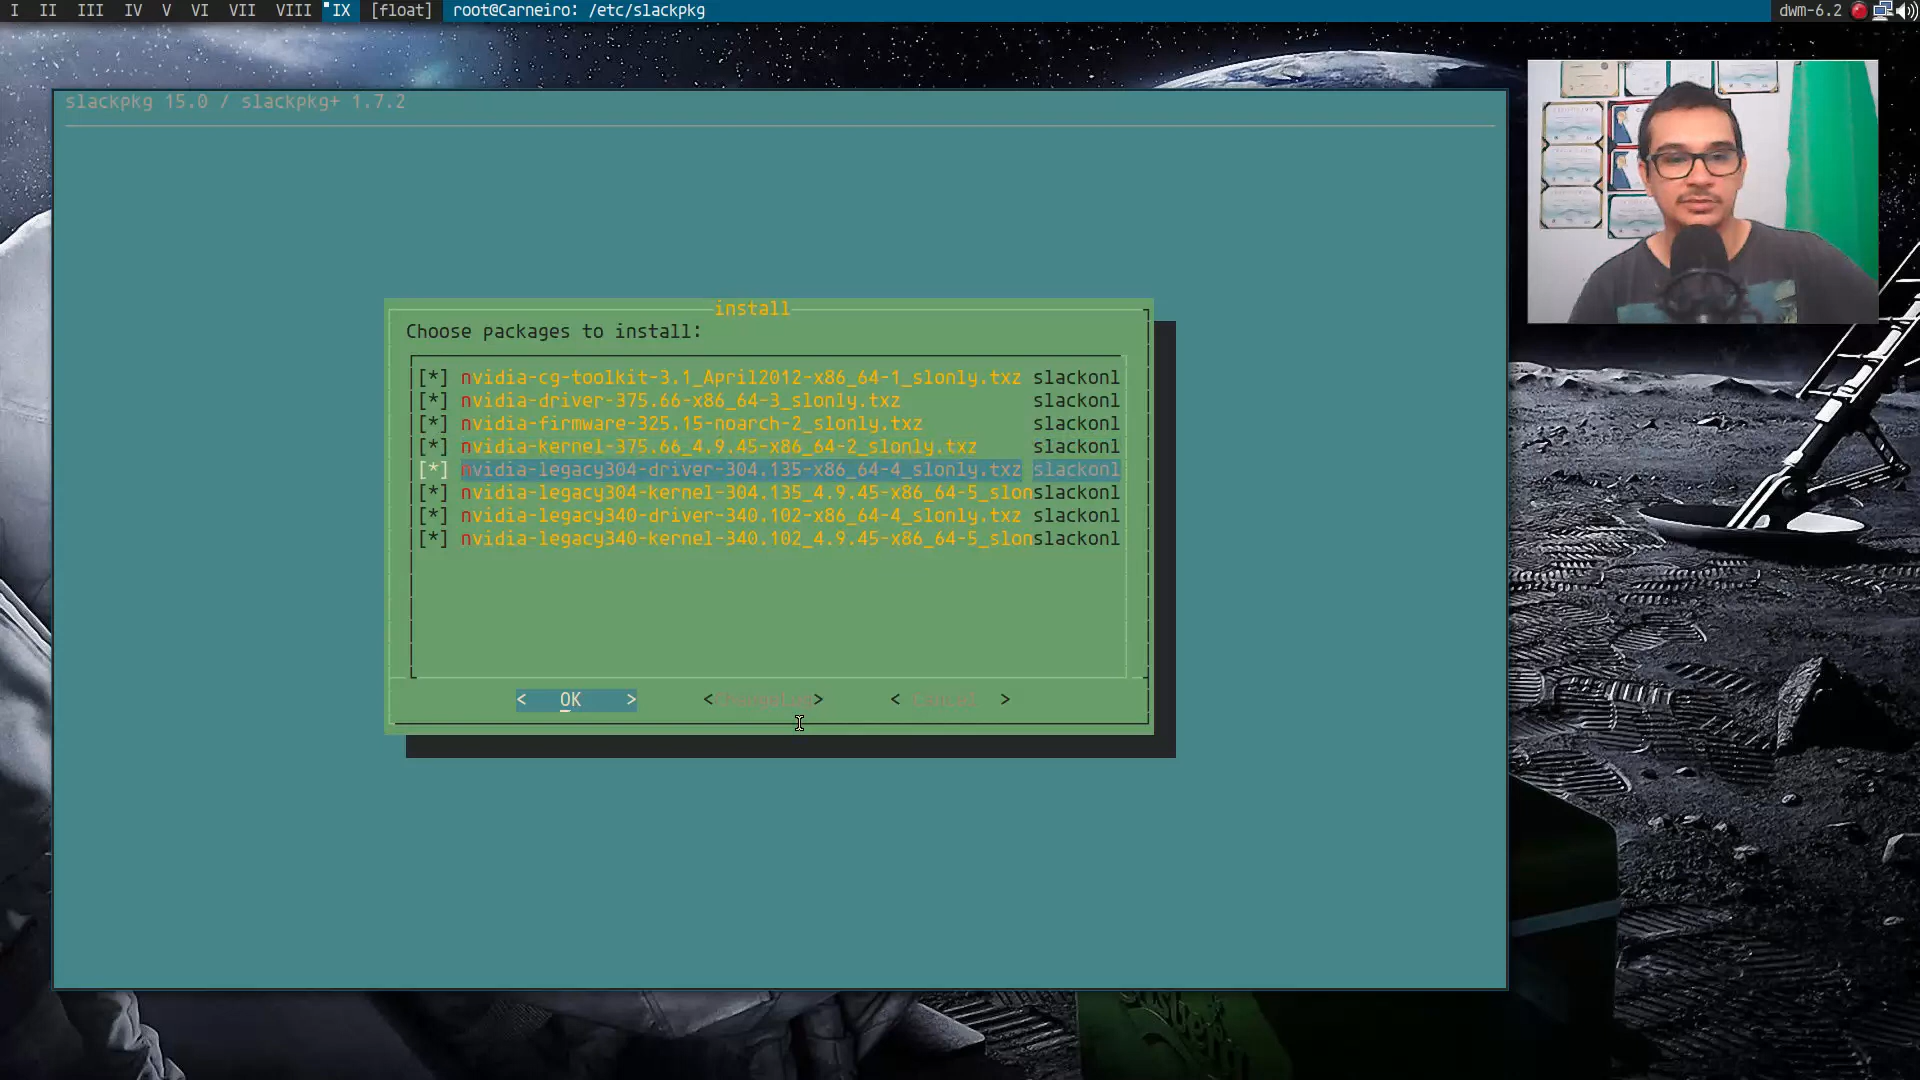 I II III IV V VI VII VIII IX [float] root@Carneiro: /etc/slackpkg dwm-6.2
slackpkg 15.0 / slackpkg+ 1.7.2
install
Choose packages to install:
[*] nvidia-cg-toolkit-3.1_April2012-x86_64-1_slonly.txz slackonl
[*] nvidia-driver-375.66-x86_64-3_slonly.txz slackonl
[*] nvidia-firmware-325.15-noarch-2_slonly.txz slackonl
[*] nvidia-kernel-375.66_4.9.45-x86_64-2_slonly.txz slackonl
[*] nvidia-legacy304-driver-304.135-x86_64-4_slonly.txz slackonl
[*] nvidia-legacy304-kernel-304.135_4.9.45-x86_64-5_slonslackonl
[*] nvidia-legacy340-driver-340.102-x86_64-4_slonly.txz slackonl
[*] nvidia-legacy340-kernel-340.102_4.9.45-x86_64-5_slonslackonl
< OK > <ChangeLog> < Cancel >